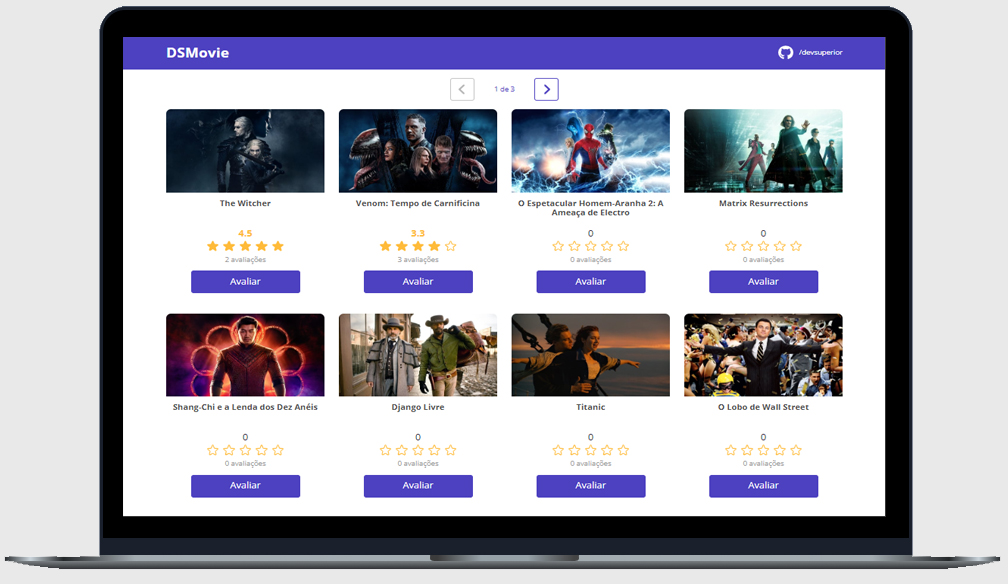 DSMovie
/devsuperior
1 de 3
The Witcher
4.5
2 avaliações
Avaliar
Venom: Tempo de Carnificina
3.3
3 avaliações
Avaliar
O Espetacular Homem-Aranha 2: A
Ameaça de Electro
0
0 avaliações
Avaliar
Matrix Resurrections
0
0 avaliações
Avaliar
Shang-Chi e a Lenda dos Dez Anéis
0
0 avaliações
Avaliar
Django Livre
0
0 avaliações
Avaliar
Titanic
0
0 avaliações
Avaliar
O Lobo de Wall Street
0
0 avaliações
Avaliar